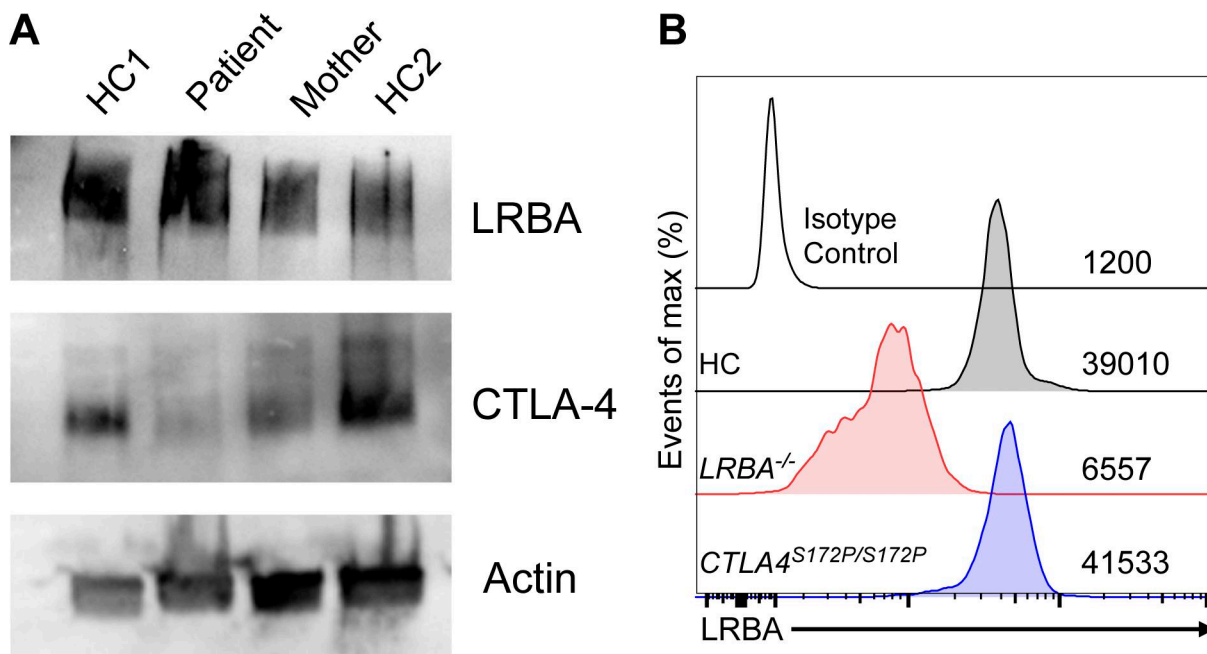 A
HC1
Patient
Mother
HC2
LRBA
CTLA-4
Actin
B
Events of max (%)
Isotype
Control
1200
HC
39010
LRBA-/-
6557
CTLA4S172P/S172P
41533
LRBA